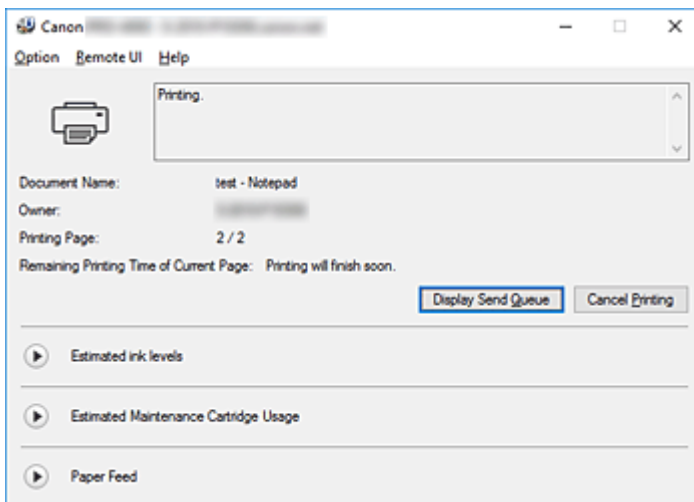 Canon
Option Remote UI Help
Printing.
Document Name: test - Notepad
Owner:
Printing Page: 2 / 2
Remaining Printing Time of Current Page: Printing will finish soon.
Display Send Queue Cancel Printing
Estimated ink levels
Estimated Maintenance Cartridge Usage
Paper Feed